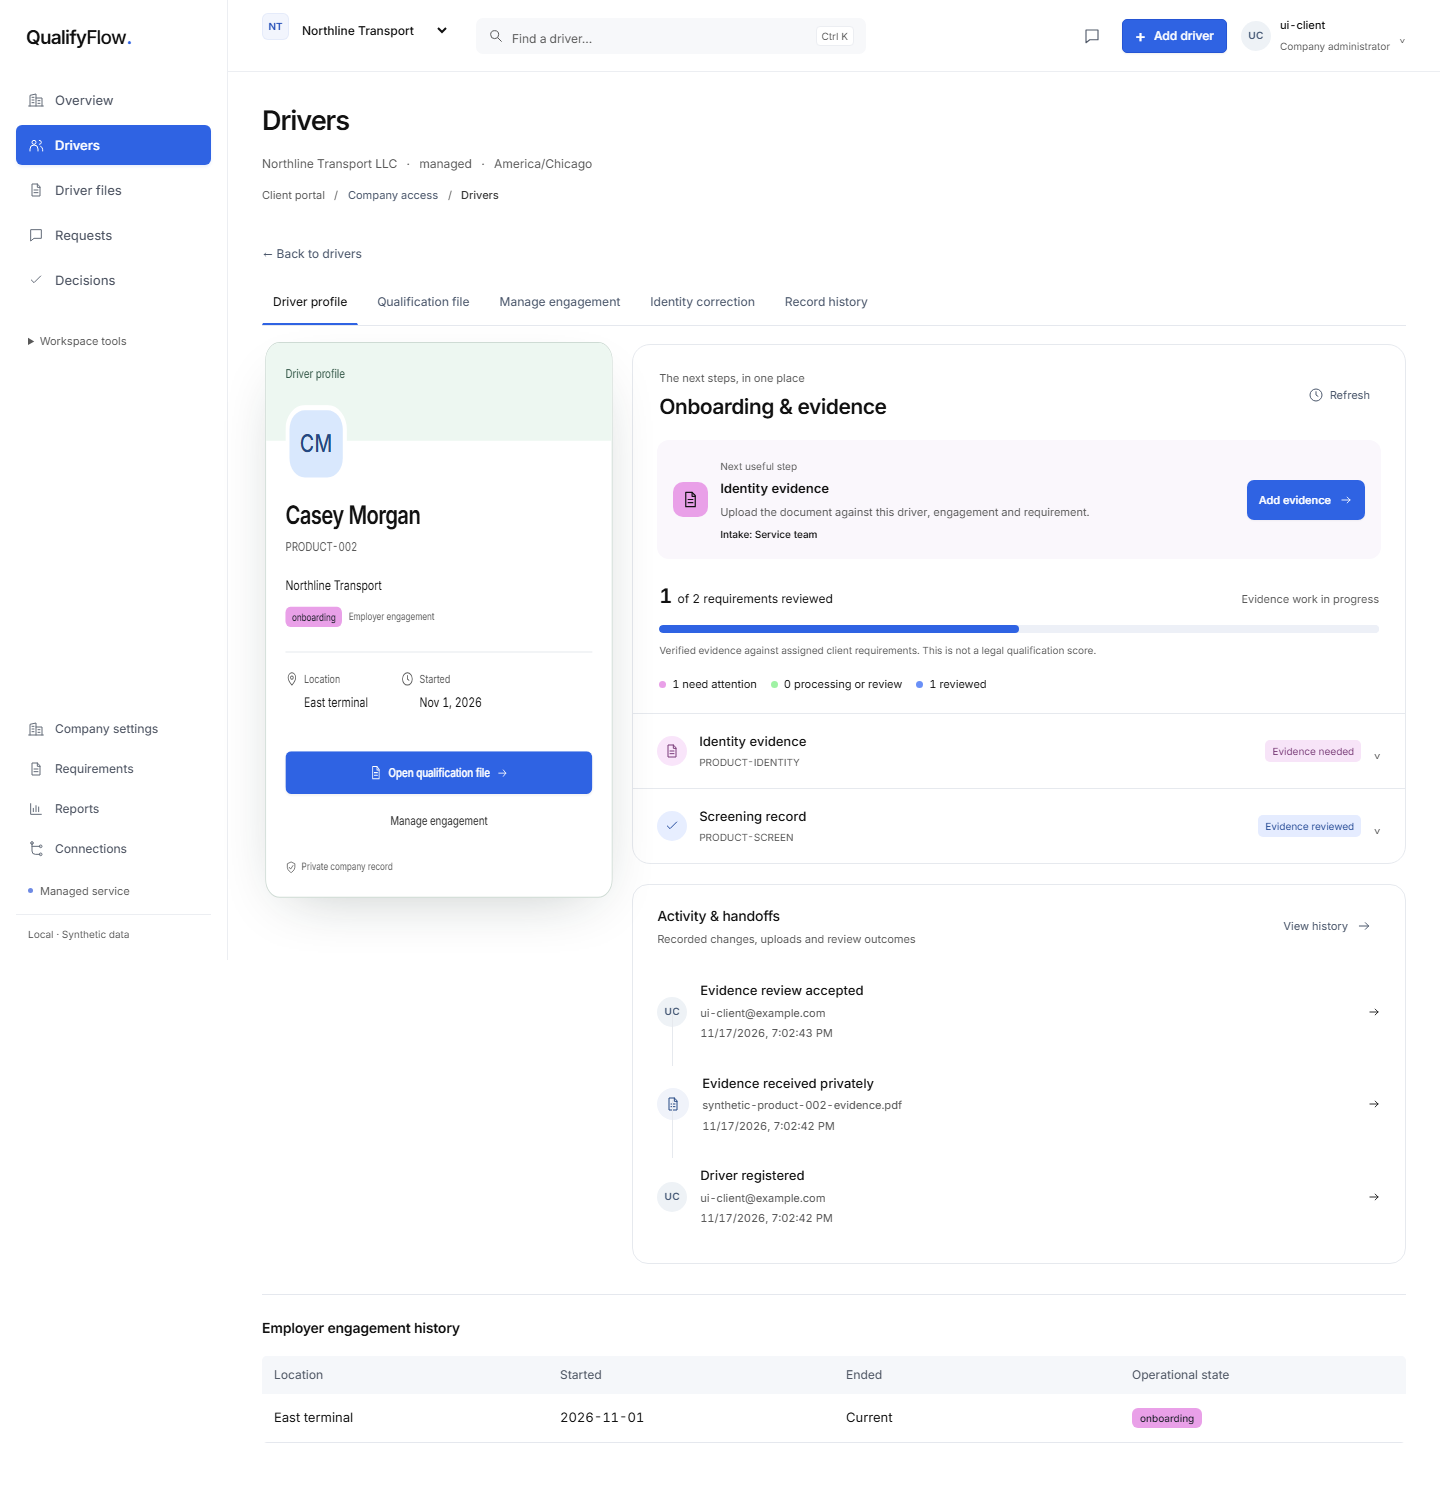 QualifyFlow.
NT
Northline Transport
Find a driver...
Ctrl K
+ Add driver
UC
ui-client
Company administrator
Overview
Drivers
Driver files
Requests
Decisions
Workspace tools
Company settings
Requirements
Reports
Connections
Managed service
Local · Synthetic data
Drivers
Northline Transport LLC · managed · America/Chicago
Client portal / Company access / Drivers
← Back to drivers
Driver profile
Qualification file
Manage engagement
Identity correction
Record history
Driver profile
CM
Casey Morgan
PRODUCT-002
Northline Transport
onboarding
Employer engagement
Location
Started
East terminal
Nov 1, 2026
Open qualification file →
Manage engagement
Private company record
The next steps, in one place
Onboarding & evidence
Refresh
Next useful step
Identity evidence
Upload the document against this driver, engagement and requirement.
Intake: Service team
Add evidence →
1 of 2 requirements reviewed
Evidence work in progress
Verified evidence against assigned client requirements. This is not a legal qualification score.
1 need attention
0 processing or review
1 reviewed
Identity evidence
PRODUCT-IDENTITY
Evidence needed
Screening record
PRODUCT-SCREEN
Evidence reviewed
Activity & handoffs
Recorded changes, uploads and review outcomes
View history →
UC
Evidence review accepted
ui-client@example.com
11/17/2026, 7:02:43 PM
→
Evidence received privately
synthetic-product-002-evidence.pdf
11/17/2026, 7:02:42 PM
→
UC
Driver registered
ui-client@example.com
11/17/2026, 7:02:42 PM
→
Employer engagement history
Location
Started
Ended
Operational state
East terminal
2026-11-01
Current
onboarding